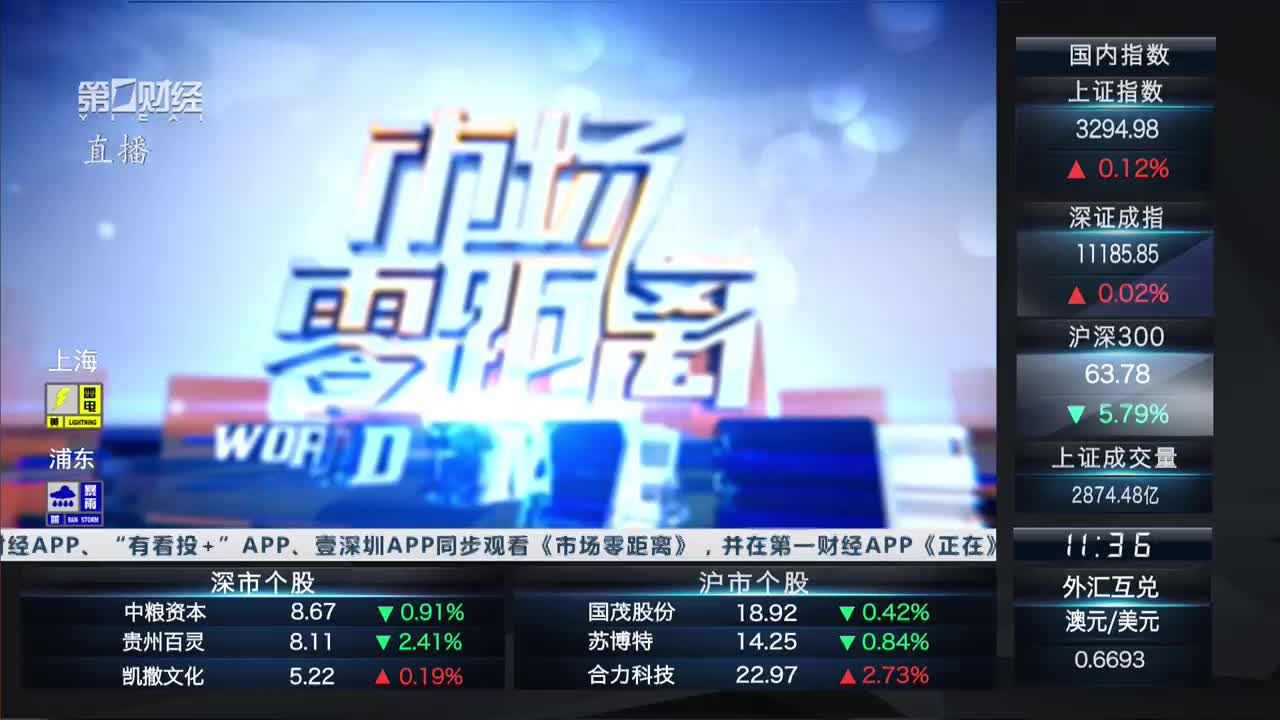 第一财经
YICAI
直播
市场
零距离
WORLD
上海
雷电
黄 LIGHTNING
浦东
暴雨
蓝 RAIN STORM
经APP、“有看投+”APP、壹深圳APP同步观看《市场零距离》，并在第一财经APP《正在》
深市个股
中粮资本 8.67 ▼0.91%
贵州百灵 8.11 ▼2.41%
凯撒文化 5.22 ▲0.19%
沪市个股
国茂股份 18.92 ▼0.42%
苏博特 14.25 ▼0.84%
合力科技 22.97 ▲2.73%
国内指数
上证指数
3294.98
▲ 0.12%
深证成指
11185.85
▲ 0.02%
沪深300
63.78
▼ 5.79%
上证成交量
2874.48亿
11:36
外汇互兑
澳元/美元
0.6693